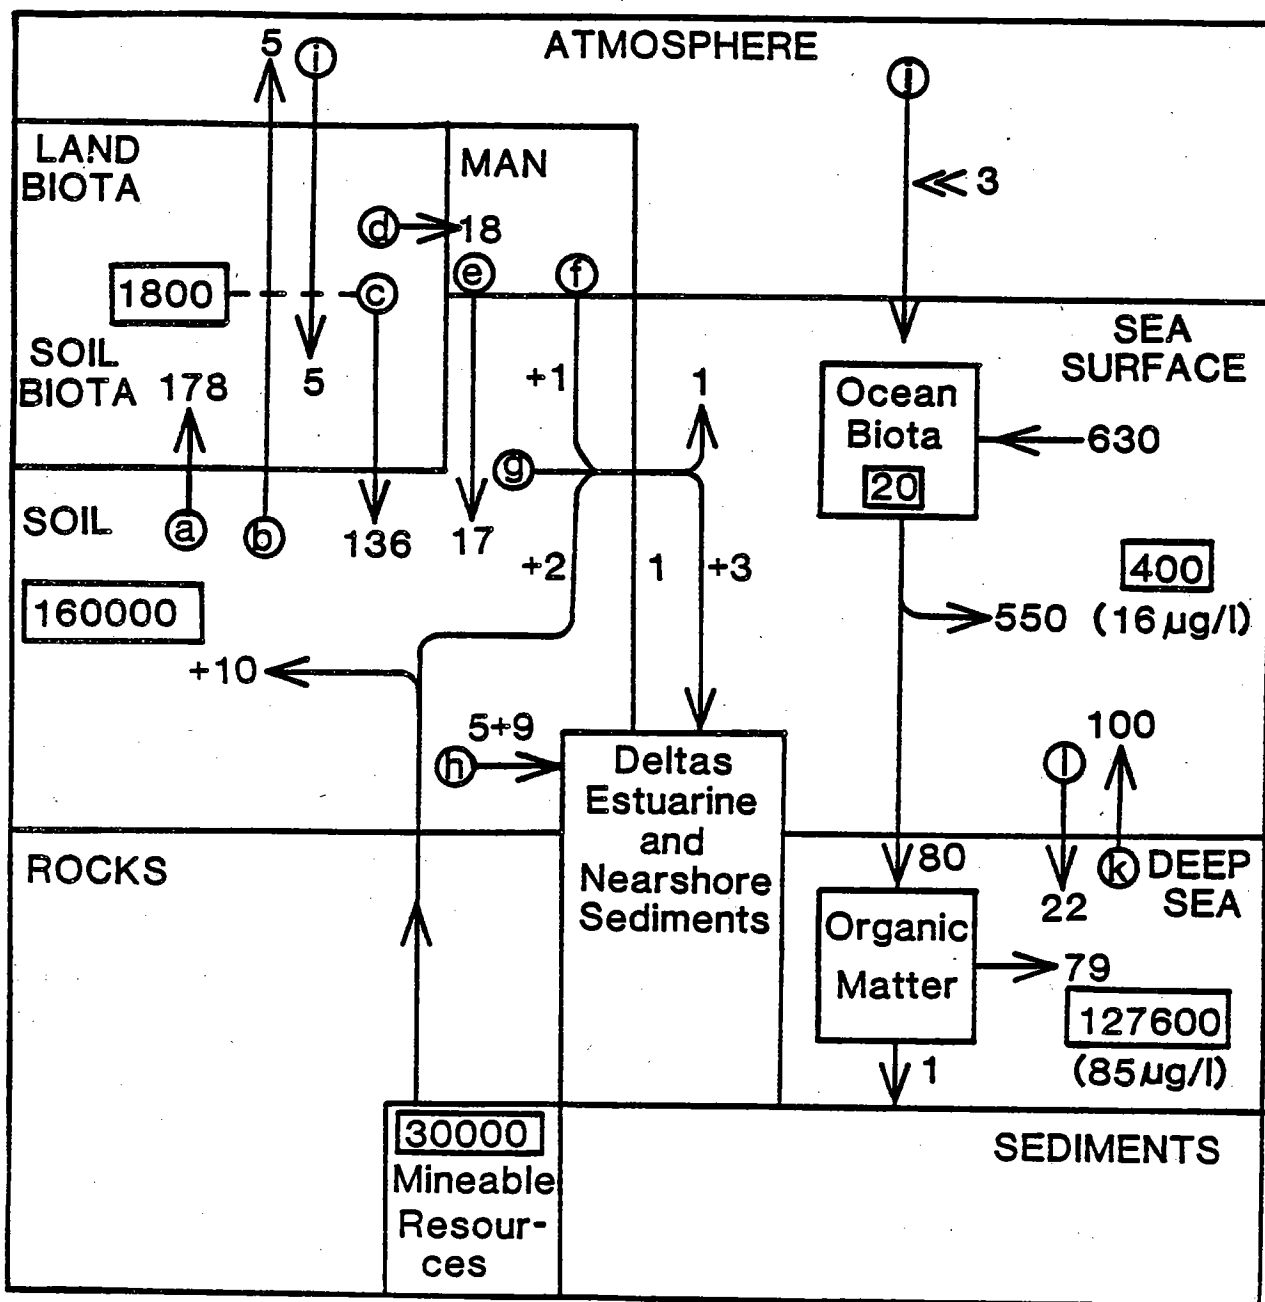 ATMOSPHERE
5
i
j
LAND
BIOTA
MAN
≪ 3
d
18
e
f
1800
c
SOIL
BIOTA
178
5
+1
1
SEA
SURFACE
Ocean
Biota
20
630
g
SOIL
a
b
136
17
+2
1
+3
400
550 (16 µg/l)
160000
+10
5+9
h
100
l
Deltas
Estuarine
and
Nearshore
Sediments
ROCKS
80
k
DEEP
SEA
22
Organic
Matter
79
127600
(85µg/l)
1
30000
Mineable
Resour-
ces
SEDIMENTS